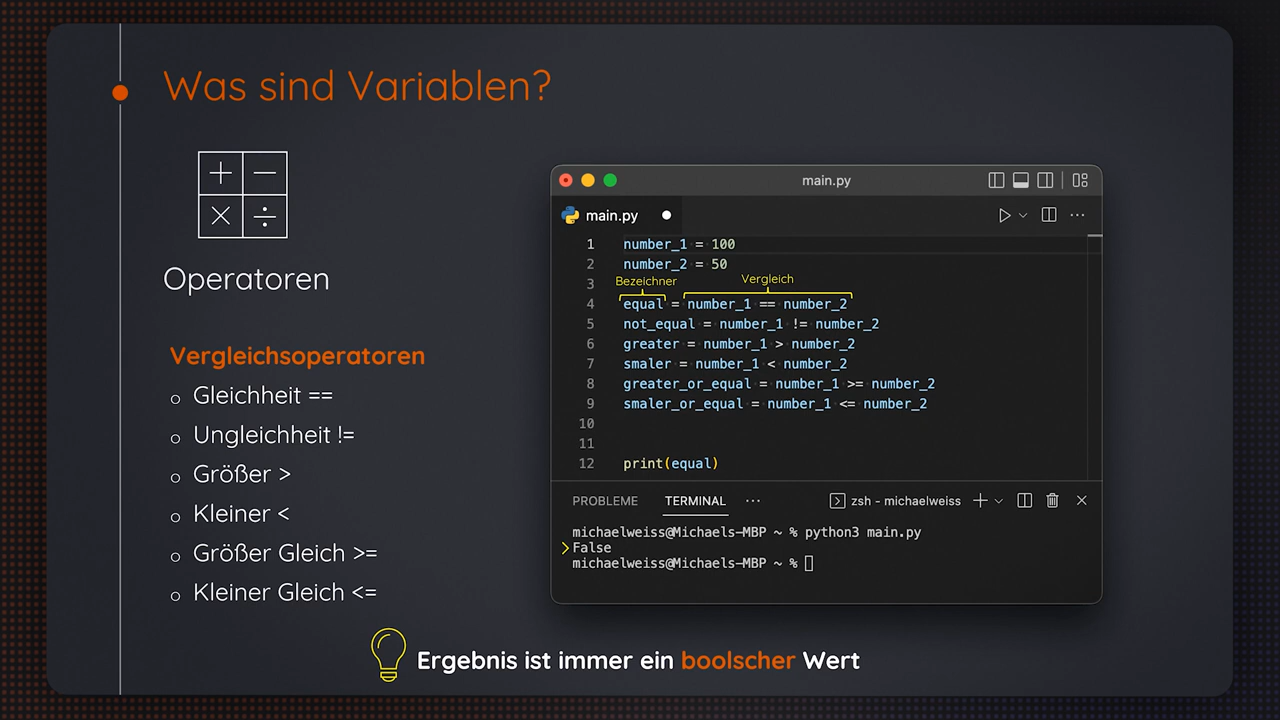 Was sind Variablen?
Operatoren
Vergleichsoperatoren
Gleichheit ==
Ungleichheit !=
Größer >
Kleiner <
Größer Gleich >=
Kleiner Gleich <=
main.py
main.py
1 number_1 = 100
2 number_2 = 50
Bezeichner Vergleich
3
4 equal = number_1 == number_2
5 not_equal = number_1 != number_2
6 greater = number_1 > number_2
7 smaler = number_1 < number_2
8 greater_or_equal = number_1 >= number_2
9 smaler_or_equal = number_1 <= number_2
10
11
12 print(equal)
PROBLEME TERMINAL ··· zsh - michaelweiss
michaelweiss@Michaels-MBP ~ % python3 main.py
False
michaelweiss@Michaels-MBP ~ %
Ergebnis ist immer ein boolscher Wert